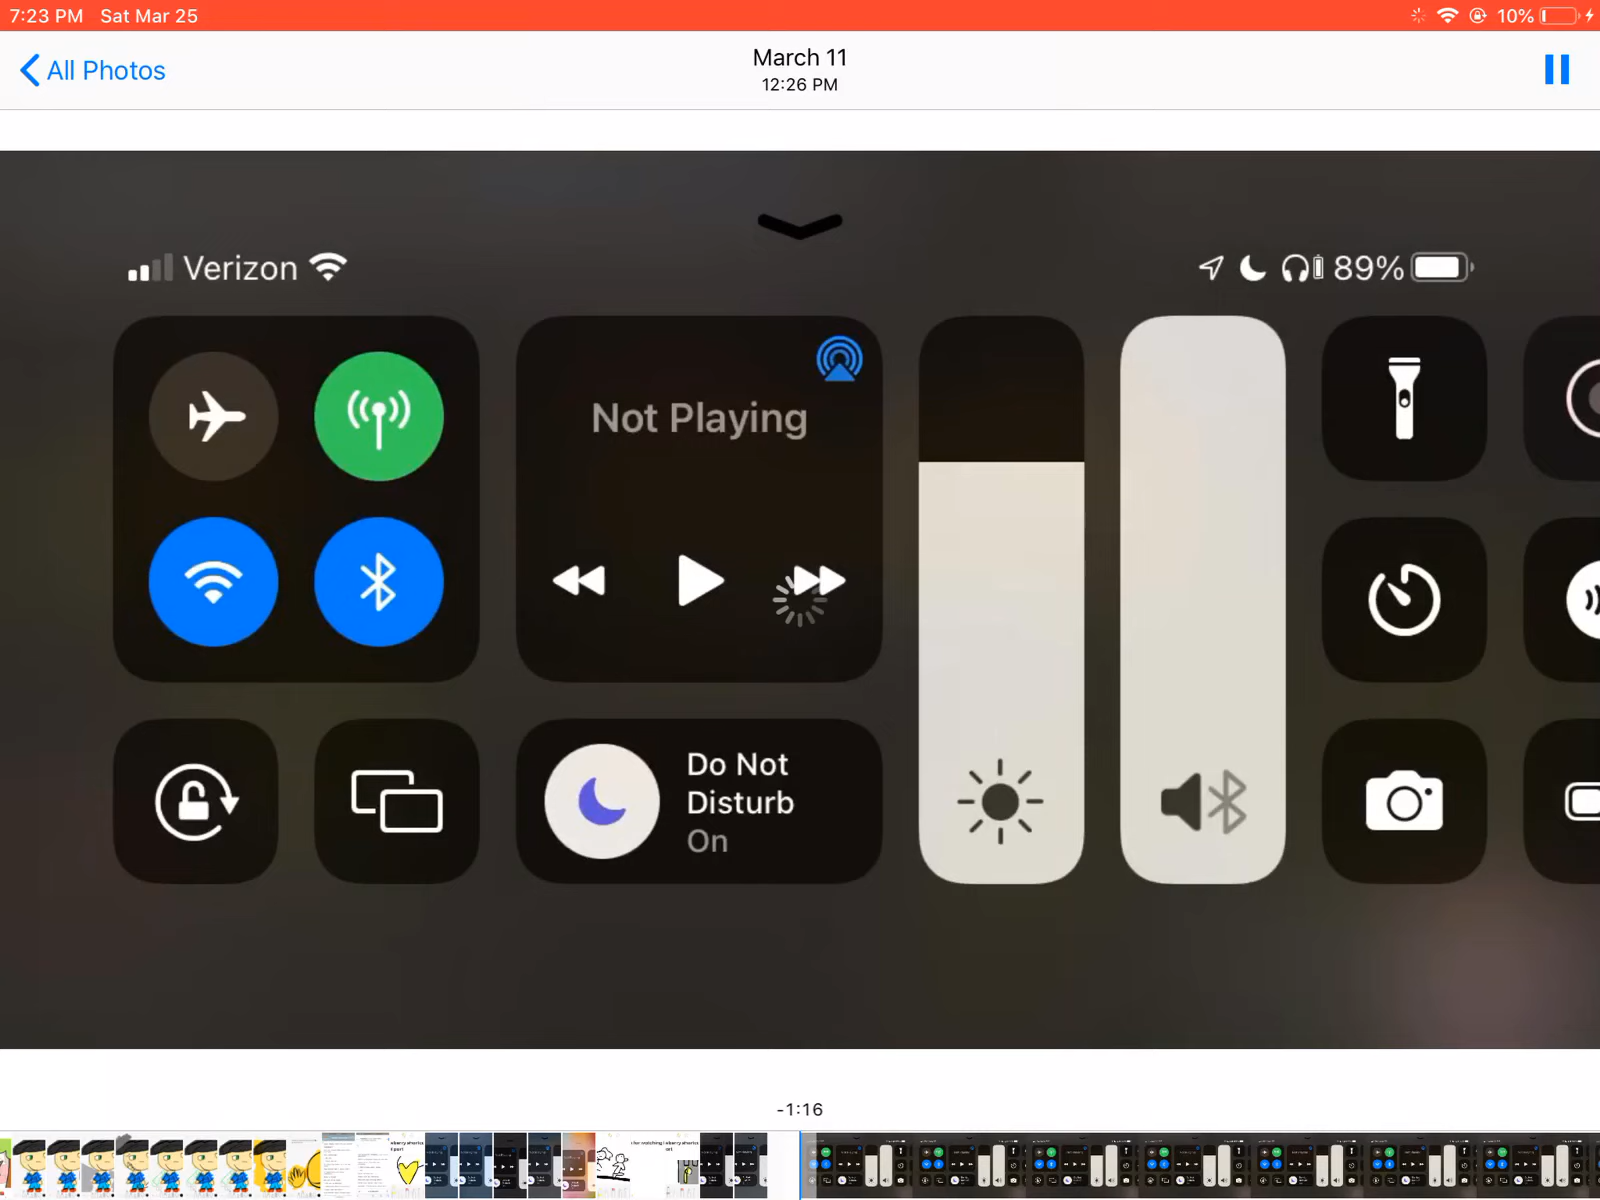 7:23 PM Sat Mar 25
10%
All Photos
March 11
12:26 PM
Verizon
89%
Not Playing
Do Not
Disturb
On
-1:16